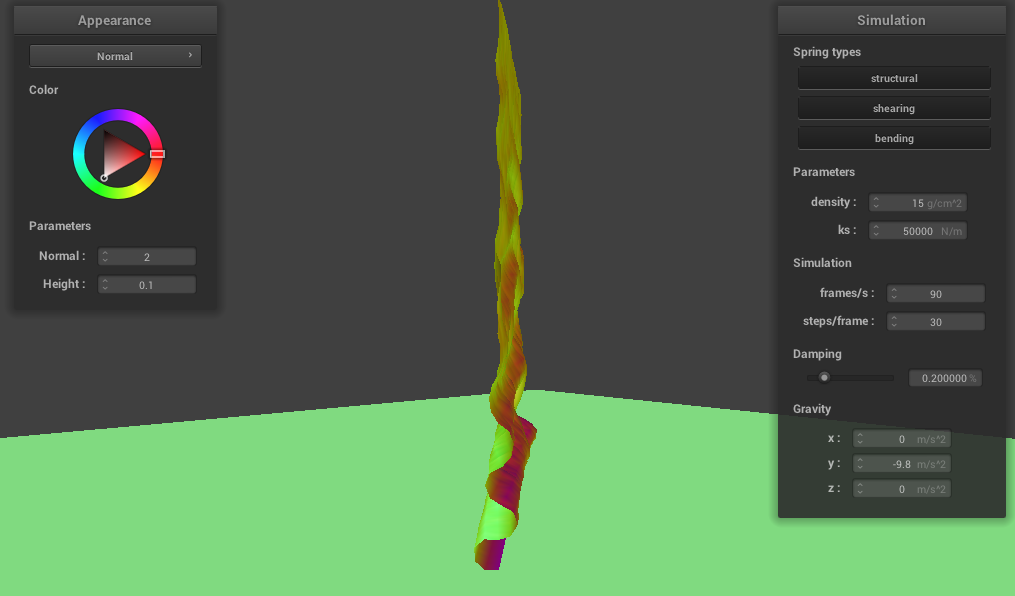 Appearance
Normal
Color
Parameters
Normal : 2
Height : 0.1
Simulation
Spring types
structural
shearing
bending
Parameters
density : 15 g/cm^2
ks : 50000 N/m
Simulation
frames/s : 90
steps/frame : 30
Damping
0.200000 %
Gravity
x : 0 m/s^2
y : -9.8 m/s^2
z : 0 m/s^2